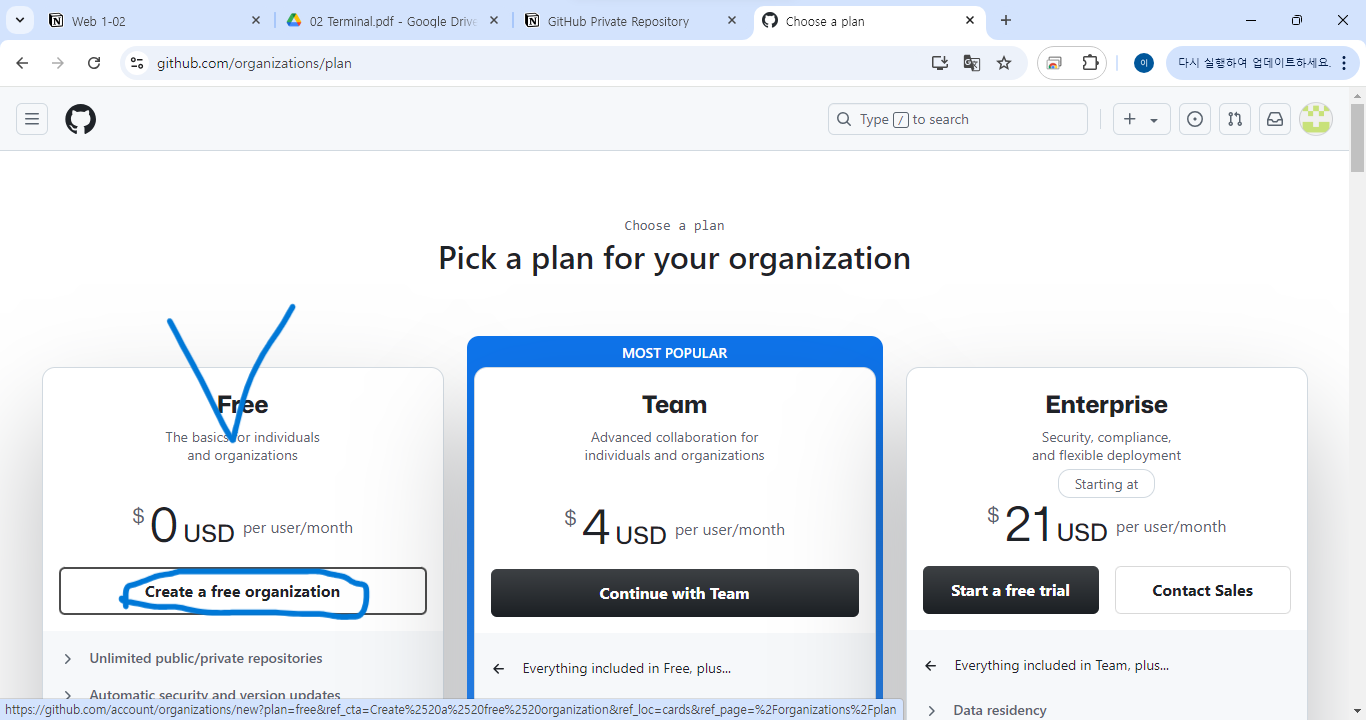 Web 1-02
02 Terminal.pdf - Google Drive
GitHub Private Repository
Choose a plan
github.com/organizations/plan
이
다시 실행하여 업데이트하세요.
Type / to search
Choose a plan
Pick a plan for your organization
Free
The basics for individuals
and organizations
$ 0 USD per user/month
Create a free organization
Unlimited public/private repositories
Automatic security and version updates
MOST POPULAR
Team
Advanced collaboration for
individuals and organizations
$ 4 USD per user/month
Continue with Team
Everything included in Free, plus...
Enterprise
Security, compliance,
and flexible deployment
Starting at
$ 21 USD per user/month
Start a free trial
Contact Sales
Everything included in Team, plus...
Data residency
https://github.com/account/organizations/new?plan=free&ref_cta=Create%2520a%2520free%2520organization&ref_loc=cards&ref_page=%2Forganizations%2Fplan